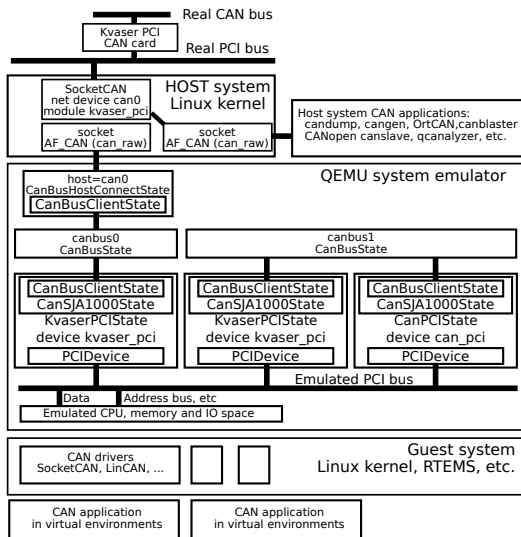 Real CAN bus
Kvaser PCI
CAN card
Real PCI bus
HOST system
Linux kernel
SocketCAN
net device can0
module kvaser_pci
socket
AF_CAN (can_raw)
socket
AF_CAN (can_raw)
Host system CAN applications:
candump, cangen, OrtCAN,canblaster
CANopen canslave, qcanalyzer, etc.
QEMU system emulator
host=can0
CanBusHostConnectState
CanBusClientState
canbus0
CanBusState
canbus1
CanBusState
CanBusClientState
CanSJA1000State
KvaserPCIState
device kvaser_pci
PCIDevice
CanBusClientState
CanSJA1000State
KvaserPCIState
device kvaser_pci
PCIDevice
CanBusClientState
CanSJA1000State
CanPCIState
device can_pci
PCIDevice
Emulated PCI bus
Data
Address bus, etc
Emulated CPU, memory and IO space
Guest system
Linux kernel, RTEMS, etc.
CAN drivers
SocketCAN, LinCAN, ...
CAN application
in virtual environments
CAN application
in virtual environments